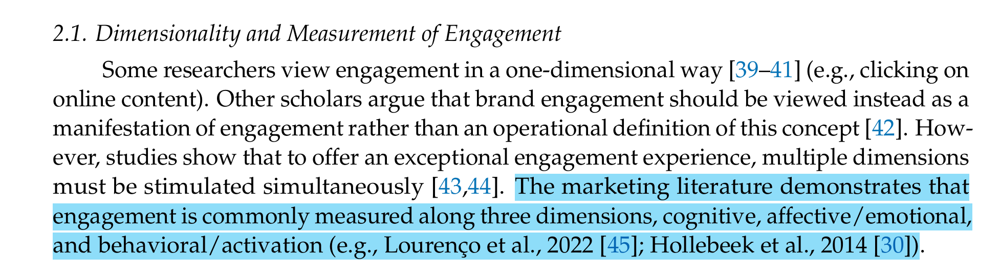 2.1. Dimensionality and Measurement of Engagement
Some researchers view engagement in a one-dimensional way [39–41] (e.g., clicking on
online content). Other scholars argue that brand engagement should be viewed instead as a
manifestation of engagement rather than an operational definition of this concept [42]. How-
ever, studies show that to offer an exceptional engagement experience, multiple dimensions
must be stimulated simultaneously [43,44]. The marketing literature demonstrates that
engagement is commonly measured along three dimensions, cognitive, affective/emotional,
and behavioral/activation (e.g., Lourenço et al., 2022 [45]; Hollebeek et al., 2014 [30]).